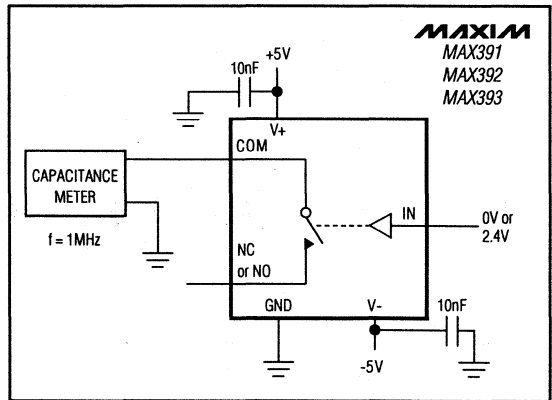 MAXIM
MAX391
MAX392
MAX393
+5V
10nF
V+
COM
CAPACITANCE
METER
f = 1MHz
IN
0V or
2.4V
NC
or NO
GND
V-
10nF
-5V